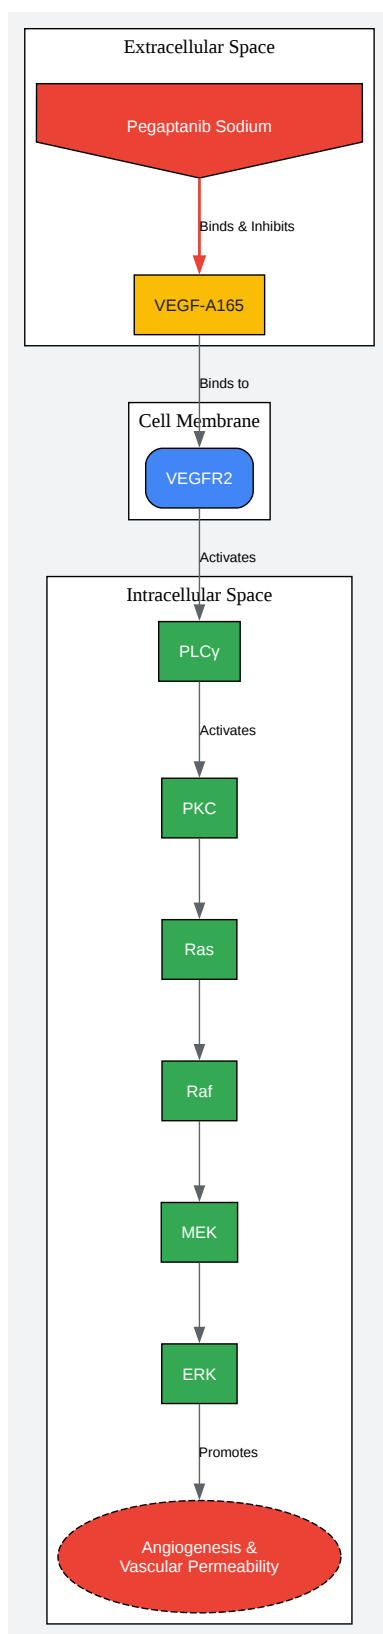 Extracellular Space
Pegaptanib Sodium
Binds & Inhibits
VEGF-A165
Binds to
Cell Membrane
VEGFR2
Activates
Intracellular Space
PLCγ
Activates
PKC
Ras
Raf
MEK
ERK
Promotes
Angiogenesis &
Vascular Permeability